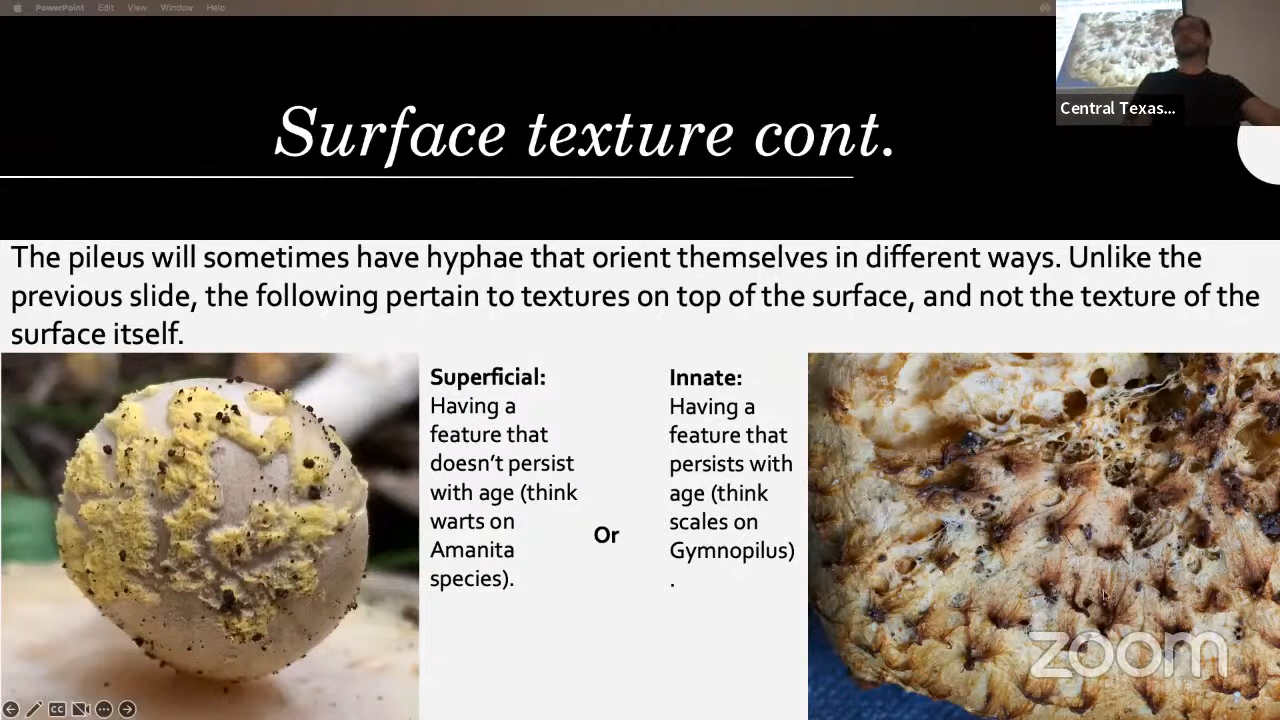 PowerPoint Edit View Window Help
Central Texas...
Surface texture cont.
The pileus will sometimes have hyphae that orient themselves in different ways. Unlike the
previous slide, the following pertain to textures on top of the surface, and not the texture of the
surface itself.
Superficial:
Having a
feature that
doesn’t persist
with age (think
warts on
Amanita
species).
Or
Innate:
Having a
feature that
persists with
age (think
scales on
Gymnopilus)
.
zoom
CC